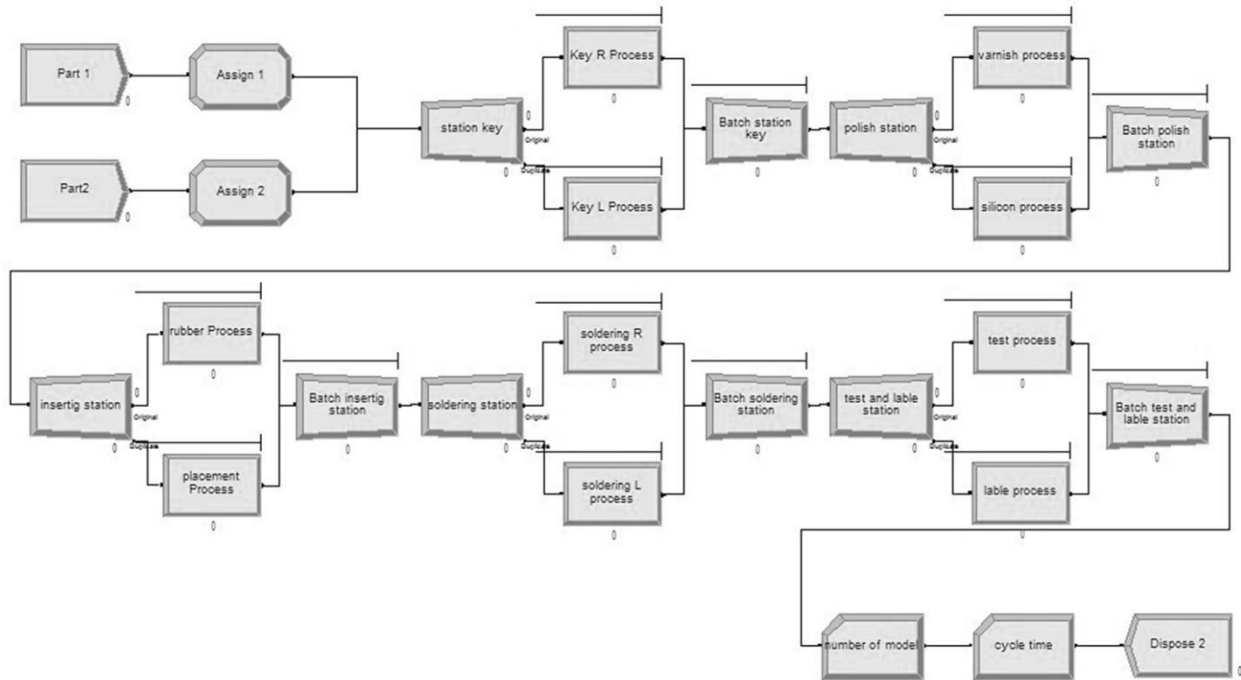 Part 1
0
Assign 1
Part2
0
Assign 2
station key
0
Original
0
Duplicate
Key R Process
0
Key L Process
0
Batch station
key
0
polish station
0
Original
0
Duplicate
varnish process
0
silicon process
0
Batch polish
station
0
insertig station
0
Original
0
Duplicate
rubber Process
0
placement
Process
0
Batch insertig
station
0
soldering station
0
Original
0
Duplicate
soldering R
process
0
soldering L
process
0
Batch soldering
station
0
test and lable
station
0
Original
0
Duplicate
test process
0
lable process
0
Batch test and
lable station
0
number of model
cycle time
Dispose 2
0